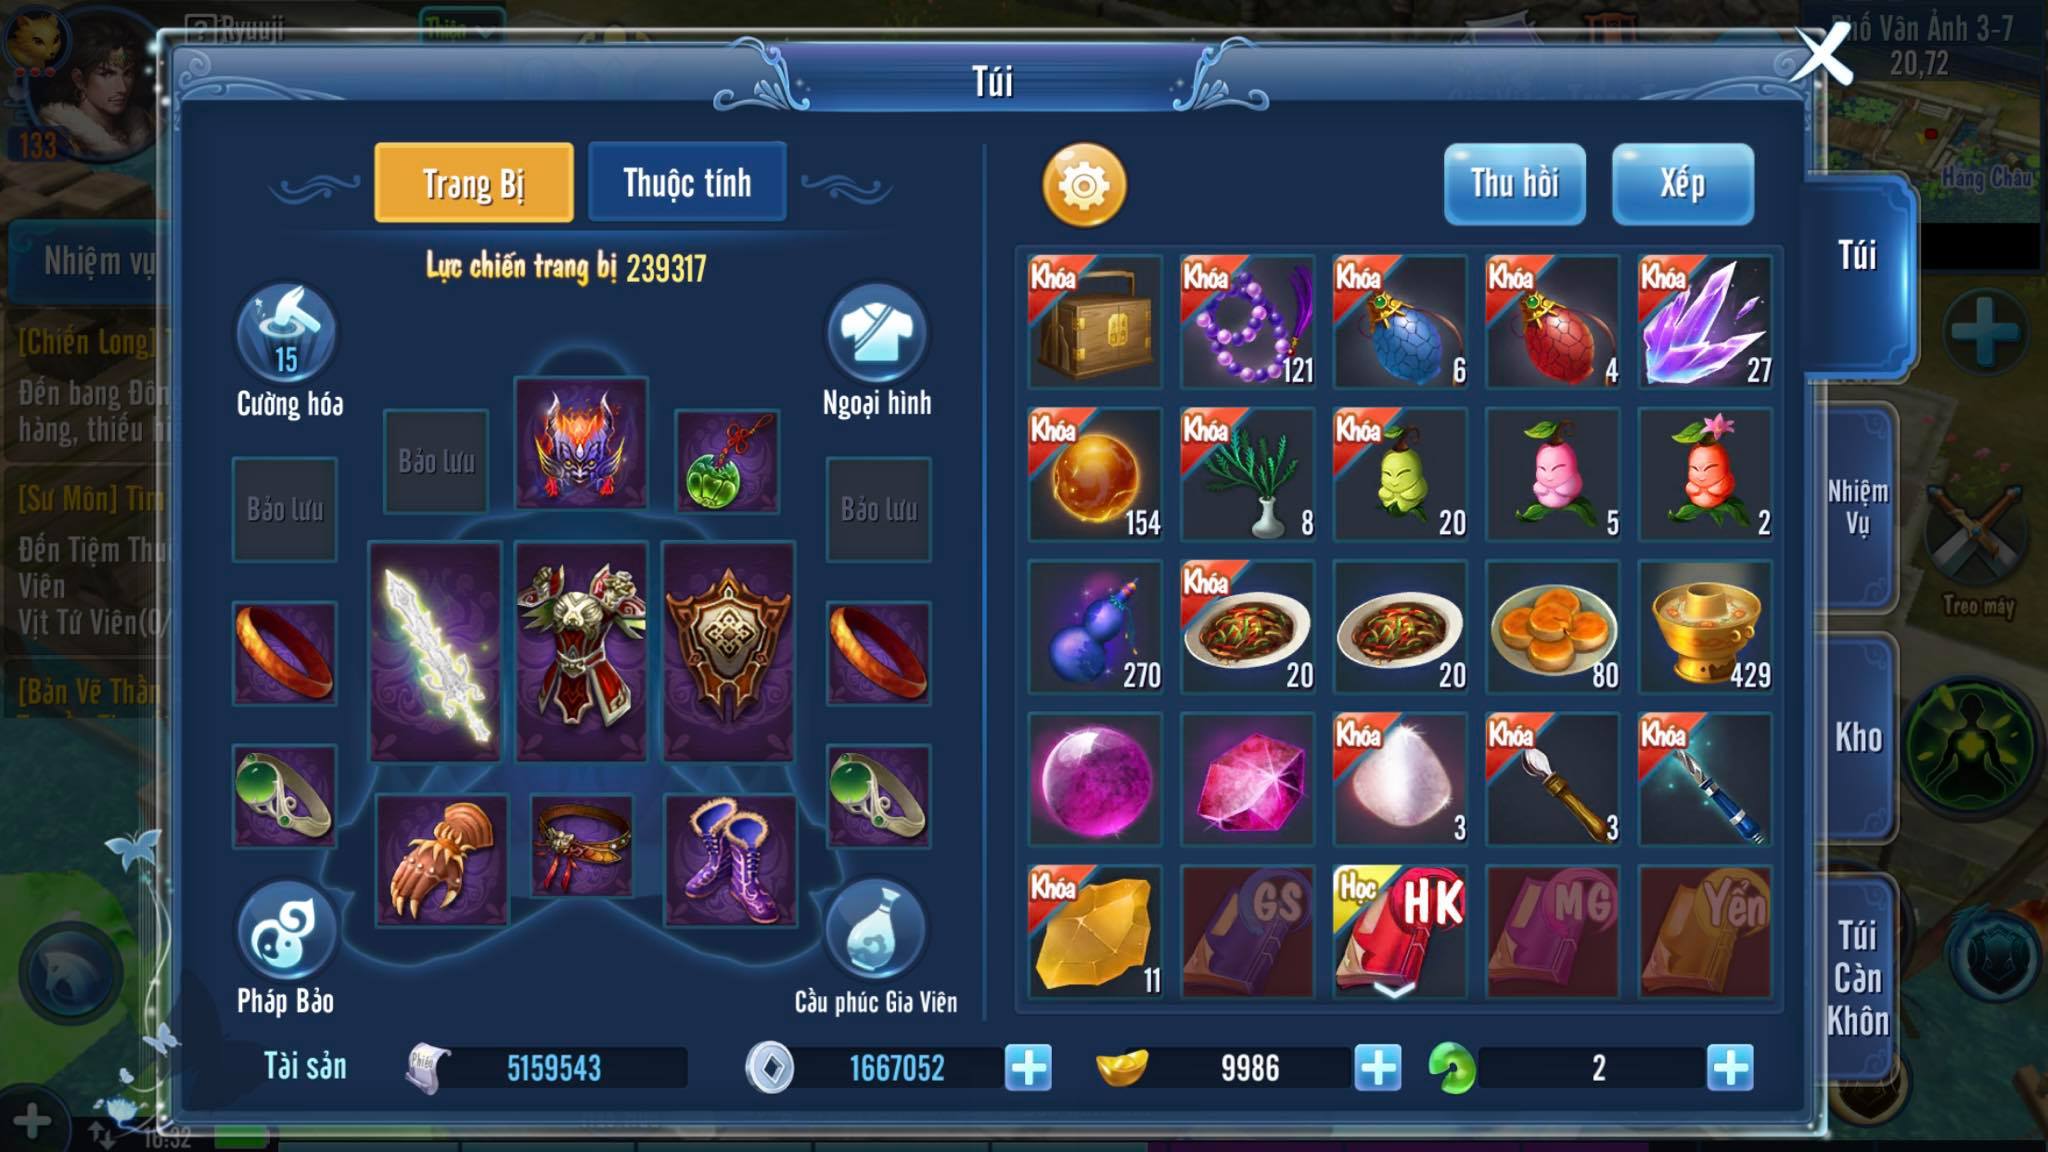 Ryuuji
Thiện
Phố Vân Ảnh 3-7
20,72
133
Hàng Châu
Túi
Trang Bị
Thuộc tính
Lực chiến trang bị 239317
15
Cường hóa
Ngoại hình
Bảo lưu
Bảo lưu
Bảo lưu
Pháp Bảo
Cầu phúc Gia Viên
Thu hồi
Xếp
Khóa
Khóa 121
Khóa 6
Khóa 4
Khóa 27
Khóa 154
Khóa 8
Khóa 20
5
2
270
Khóa 20
20
80
429
Khóa 3
Khóa 3
Khóa
Khóa 11
GS
Học HK
MG
Yển
Túi
Nhiệm
Vụ
Kho
Túi
Càn
Khôn
Treo máy
Nhiệm vụ
[Chiến Long]
Đến bang Đôn
hàng, thiếu
[Sư Môn] Tìm
Đến Tiệm
Viên
Vịt Tứ Viên(0/
[Bản Vẽ Thần
Tài sản
Phiếu
5159543
1667052
9986
2
16:32